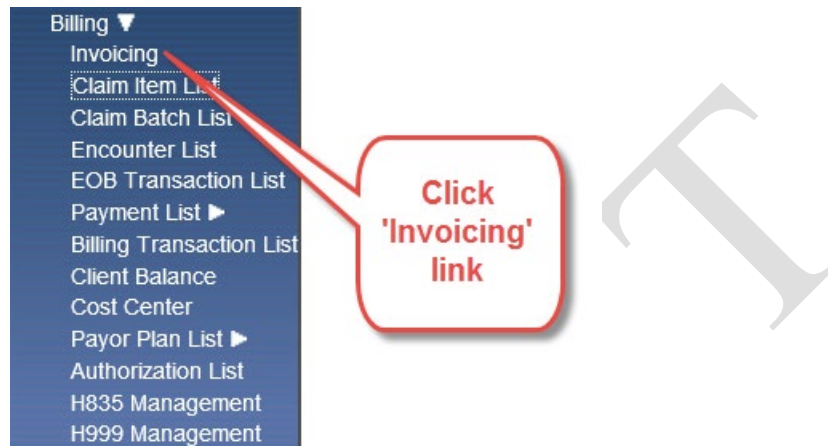 Billing ▼
Invoicing
Claim Item List
Claim Batch List
Encounter List
EOB Transaction List
Payment List ▶
Billing Transaction List
Client Balance
Cost Center
Payor Plan List ▶
Authorization List
H835 Management
H999 Management
Click
'Invoicing'
link
T